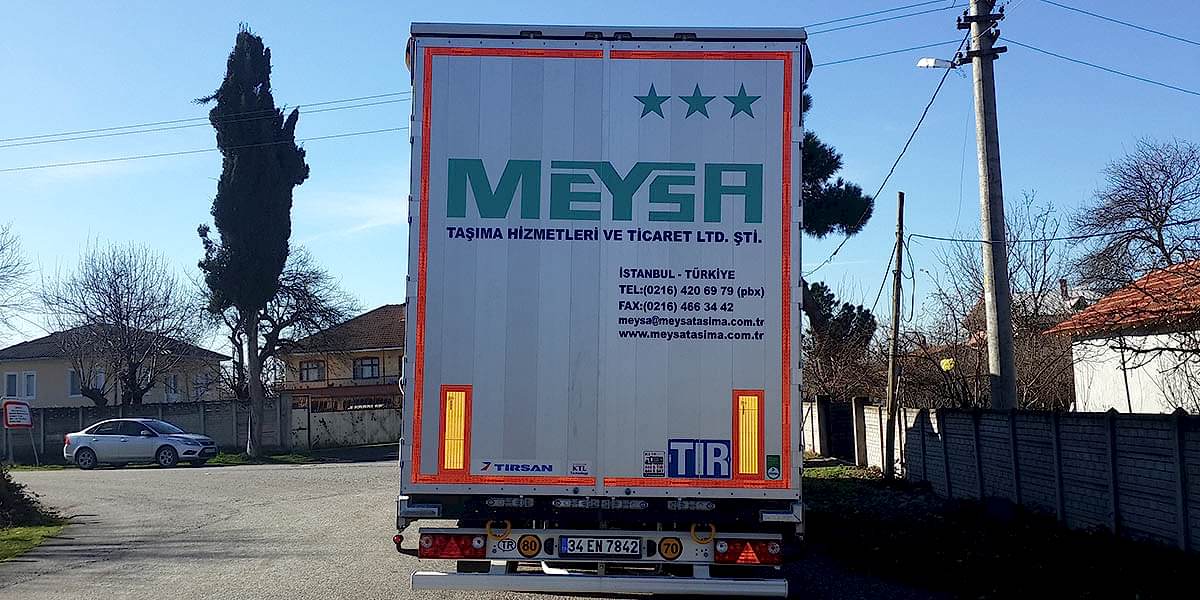 MEYSA
TAŞIMA HİZMETLERİ VE TİCARET LTD. ŞTİ.
İSTANBUL - TÜRKİYE
TEL:(0216) 420 69 79 (pbx)
FAX:(0216) 466 34 42
meysa@meysatasima.com.tr
www.meysatasima.com.tr
TIRSAN
KTL
TIR
TR
80
34 EN 7842
70